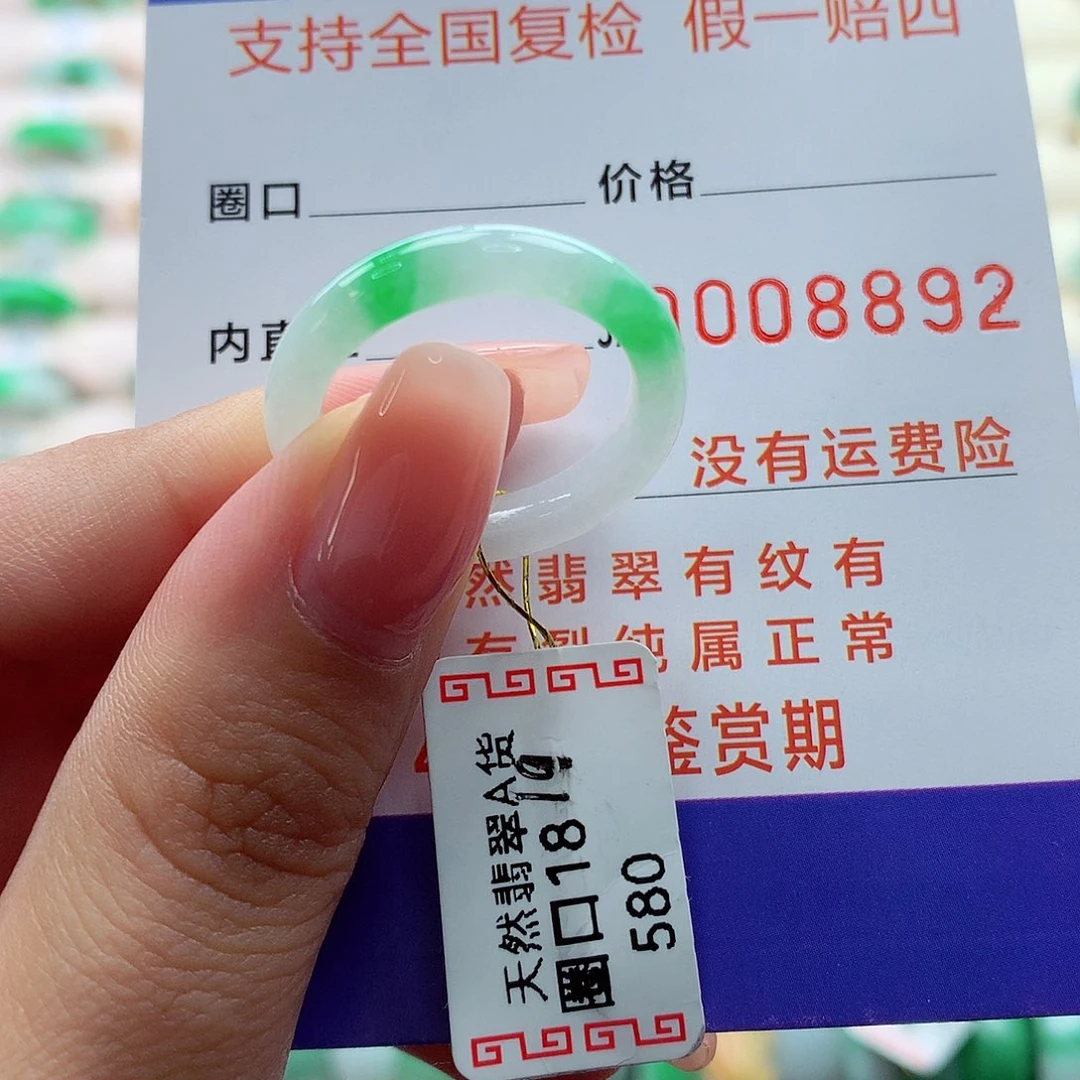 支持全国复检 假一赔四
圈口 价格
内直
0008892
没有运费险
然翡翠有纹有
纯属正常
鉴赏期
天然翡翠A货
圈口18
580